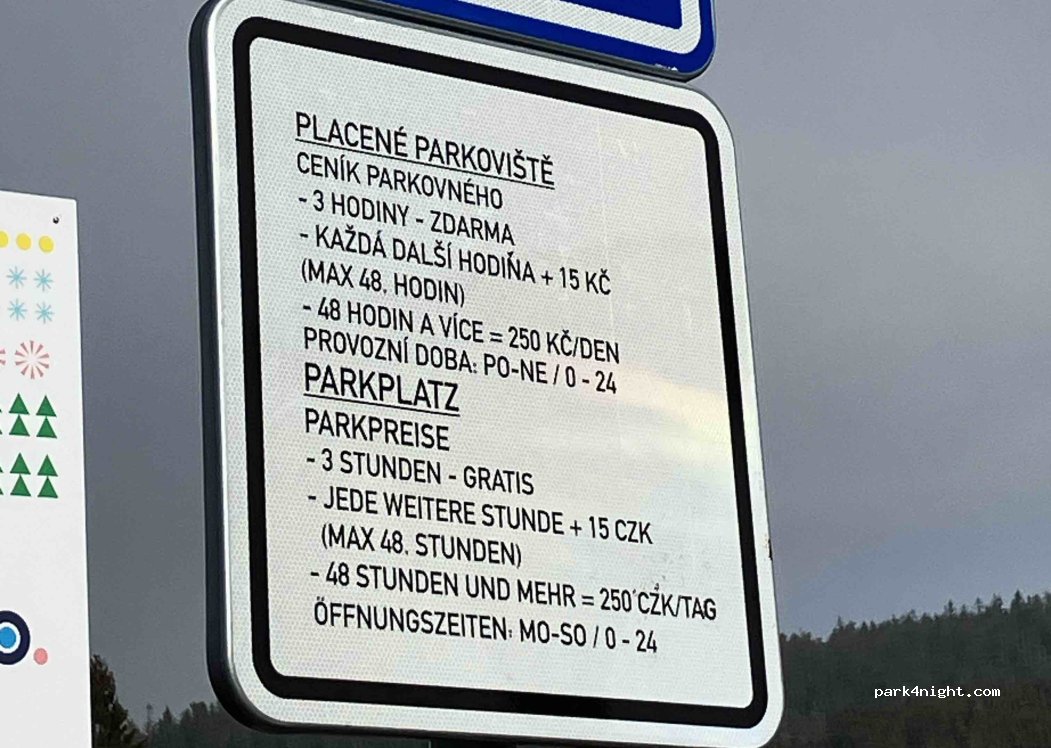 PLACENÉ PARKOVIŠTĚ
CENÍK PARKOVNÉHO
- 3 HODINY - ZDARMA
- KAŽDÁ DALŠÍ HODIŇA + 15 KČ
(MAX 48. HODIN)
- 48 HODIN A VÍCE = 250 KČ/DEN
PROVOZNÍ DOBA: PO-NE / 0 - 24
PARKPLATZ
PARKPREISE
- 3 STUNDEN - GRATIS
- JEDE WEITERE STUNDE + 15 CZK
(MAX 48. STUNDEN)
- 48 STUNDEN UND MEHR = 250 CZK/TAG
ÖFFNUNGSZEITEN: MO-SO / 0 - 24
park4night.com